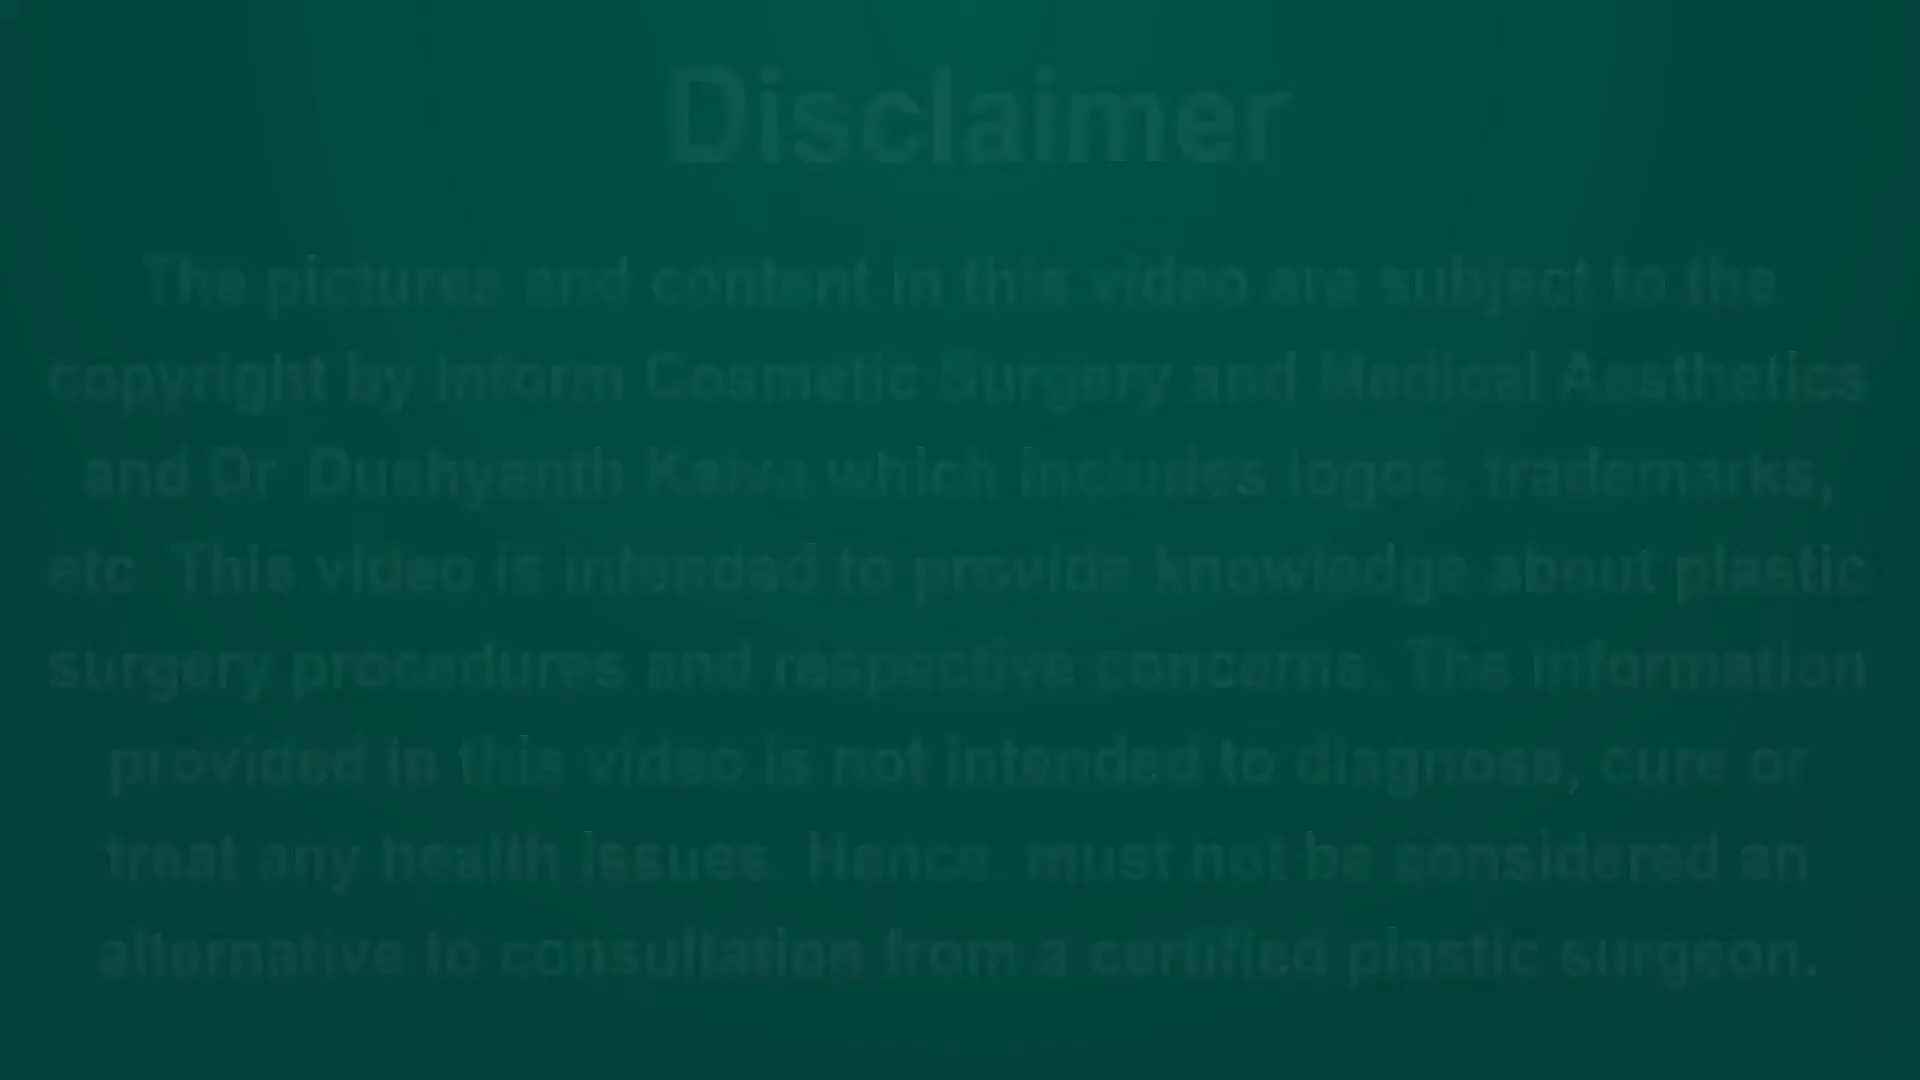 Disclaimer
The pictures and content in this video are subject to the
copyright by Inform Cosmetic Surgery and Medical Aesthetics
and Dr. Dushyanth Kalva which includes logos, trademarks,
etc. This video is intended to provide knowledge about plastic
surgery procedures and respective concerns. The information
provided in this video is not intended to diagnose, cure or
treat any health issues. Hence, must not be considered an
alternative to consultation from a certified plastic surgeon.